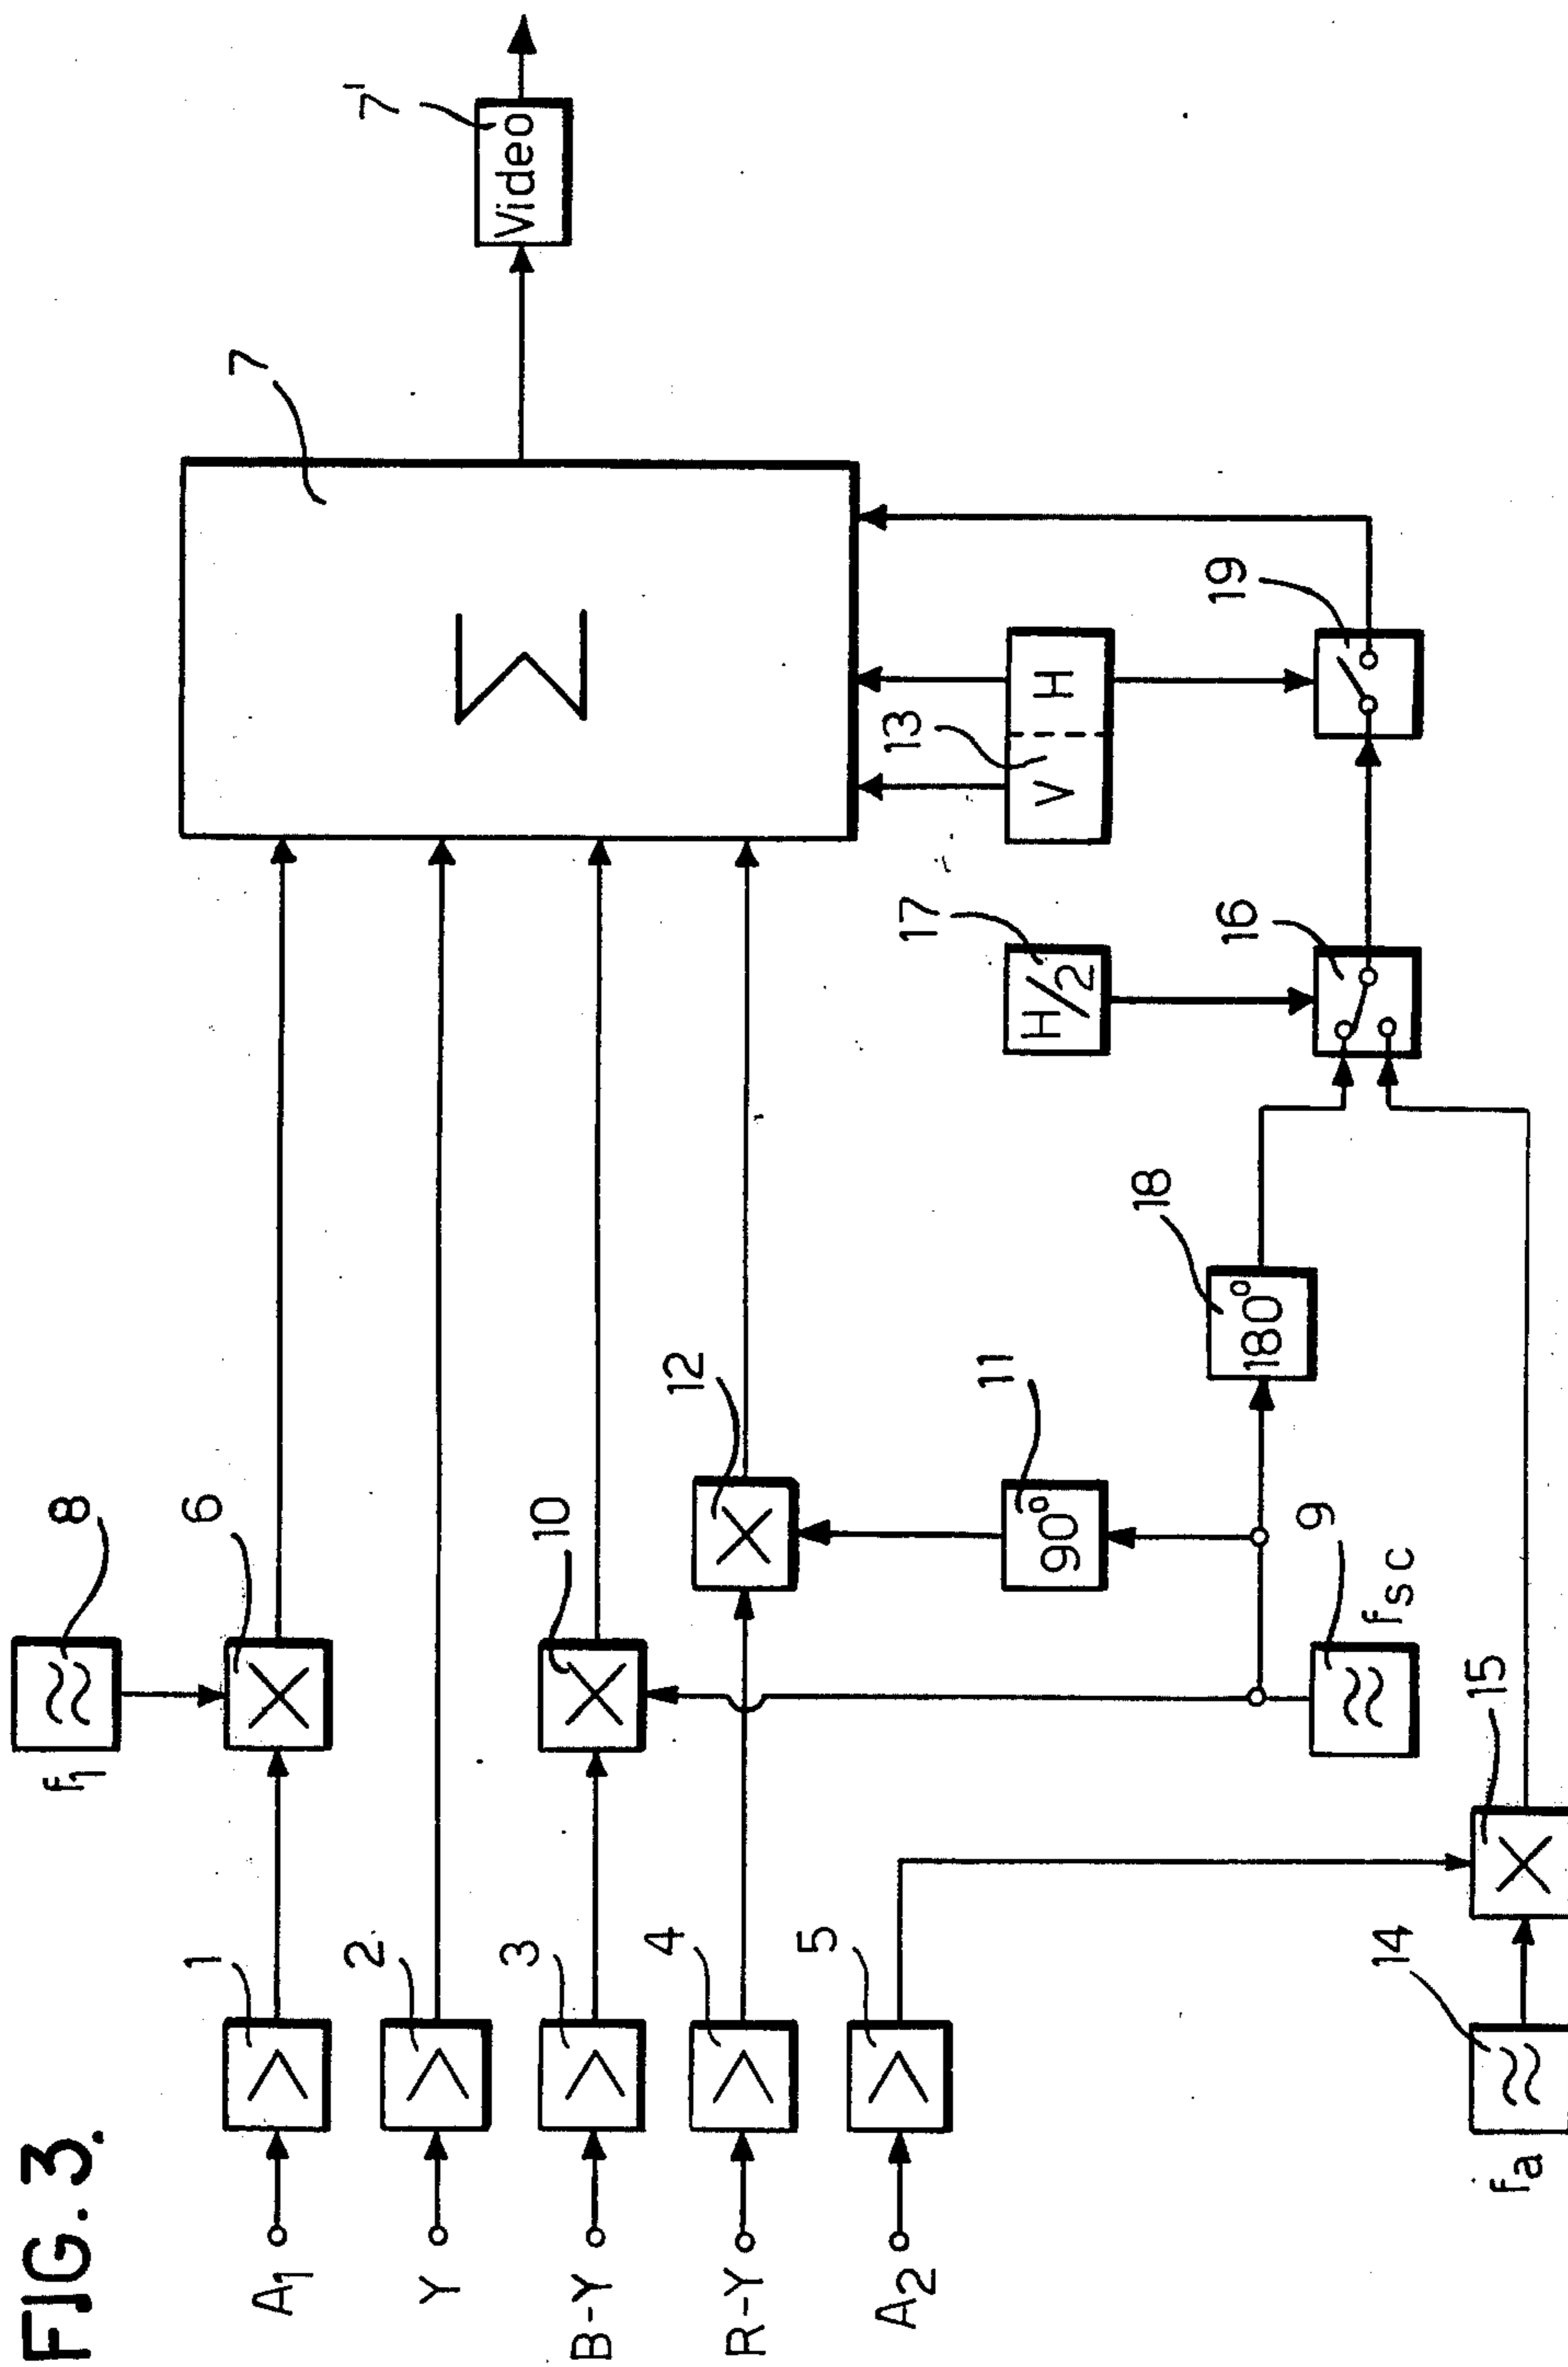 FIG. 3.
f₁
8
A₁
1
6
7
Y
2
B-Y
3
10
Σ
Video
7'
R-Y
4
12
A₂
5
90°
11
H/2
17
V
H
13
180°
18
fsc
9
16
19
fa
14
15